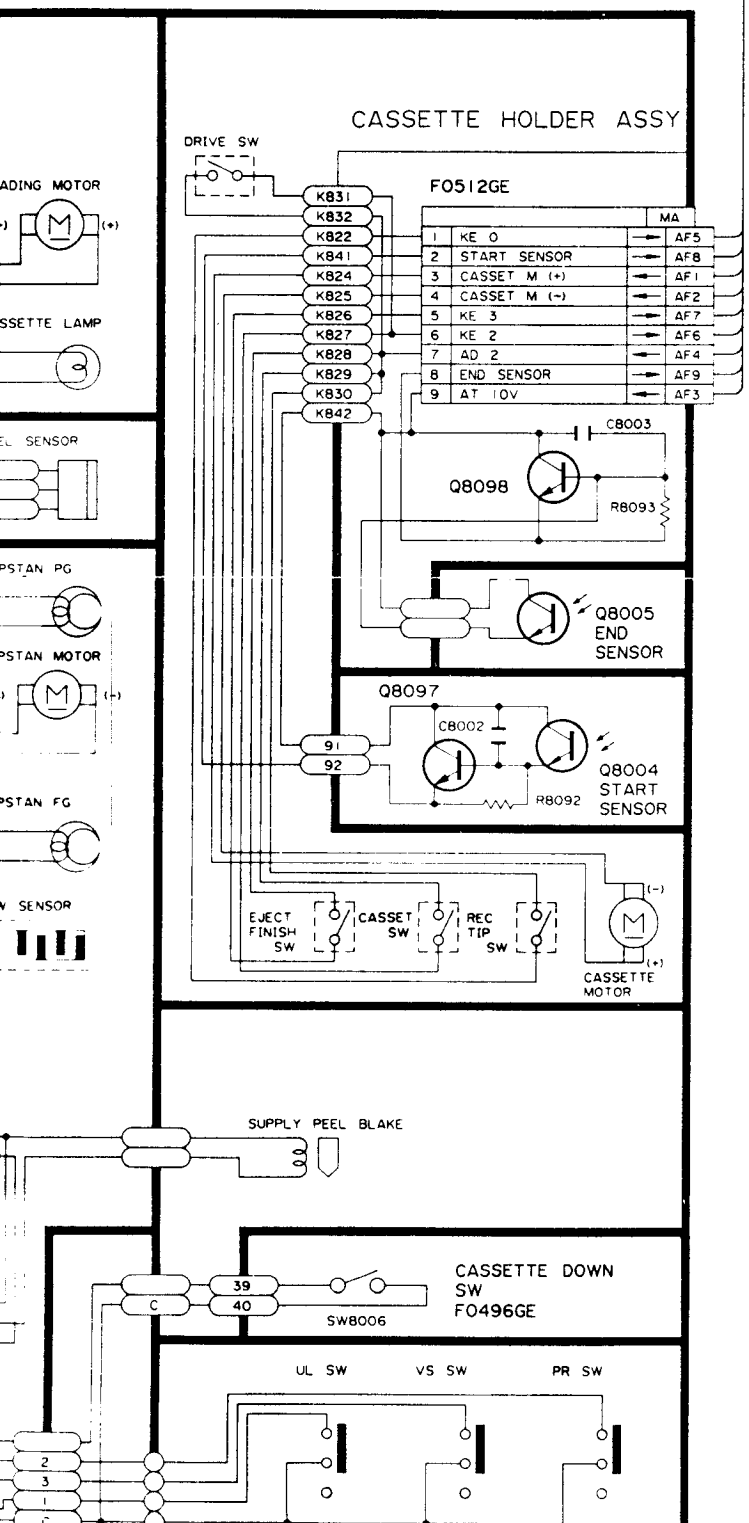 CASSETTE HOLDER ASSY
DRIVE SW
ADING MOTOR
(+)
M
K831
K832
K822
K841
K824
K825
K826
K827
K828
K829
K830
K842
F0512GE
MA
1 KE 0 AF5
2 START SENSOR AF8
3 CASSET M (+) AF1
4 CASSET M (-) AF2
5 KE 3 AF7
6 KE 2 AF6
7 AD 2 AF4
8 END SENSOR AF9
9 AT 10V AF3
SSETTE LAMP
EL SENSOR
C8003
Q8098
R8093
PSTAN PG
Q8005
END
SENSOR
PSTAN MOTOR
M
(-)
Q8097
C8002
91
92
Q8004
START
SENSOR
R8092
PSTAN FG
W SENSOR
EJECT
FINISH
SW
CASSET
SW
REC
TIP
SW
(-)
M
(+)
CASSETTE
MOTOR
SUPPLY PEEL BLAKE
39
C 40
SW8006
CASSETTE DOWN
SW
F0496GE
UL SW VS SW PR SW
2
3
1